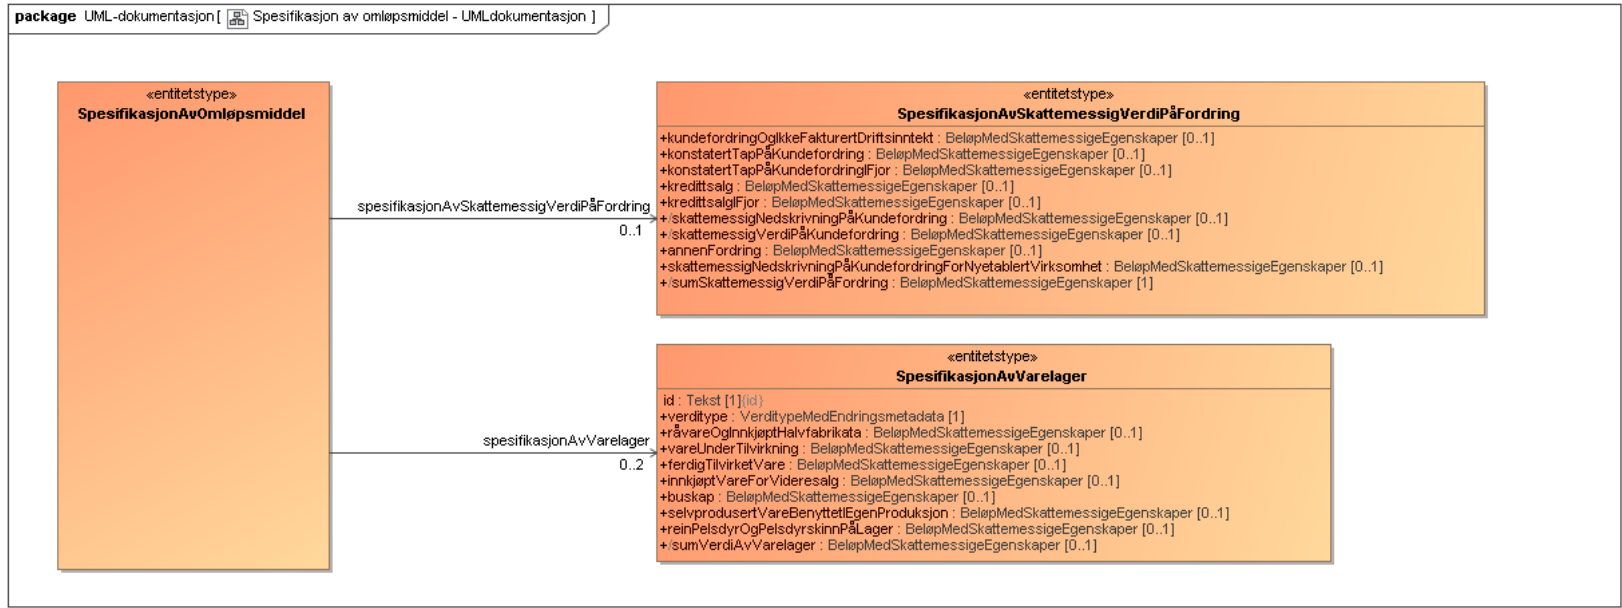 package UML-dokumentasjon[ Spesifikasjon av omløpsmiddel - UMLdokumentasjon ]
«entitetstype»
SpesifikasjonAvOmløpsmiddel
spesifikasjonAvSkattemessigVerdiPåFordring
0..1
«entitetstype»
SpesifikasjonAvSkattemessigVerdiPåFordring
+kundefordringOgIkkeFakturertDriftsinntekt : BeløpMedSkattemessigeEgenskaper [0..1]
+konstatertTapPåKundefordring : BeløpMedSkattemessigeEgenskaper [0..1]
+konstatertTapPåKundefordringIFjor : BeløpMedSkattemessigeEgenskaper [0..1]
+kredittsalg : BeløpMedSkattemessigeEgenskaper [0..1]
+kredittsalgIFjor : BeløpMedSkattemessigeEgenskaper [0..1]
+/skattemessigNedskrivningPåKundefordring : BeløpMedSkattemessigeEgenskaper [0..1]
+/skattemessigVerdiPåKundefordring : BeløpMedSkattemessigeEgenskaper [0..1]
+annenFordring : BeløpMedSkattemessigeEgenskaper [0..1]
+skattemessigNedskrivningPåKundefordringForNyetablertVirksomhet : BeløpMedSkattemessigeEgenskaper [0..1]
+/sumSkattemessigVerdiPåFordring : BeløpMedSkattemessigeEgenskaper [1]
spesifikasjonAvVarelager
0..2
«entitetstype»
SpesifikasjonAvVarelager
id : Tekst [1]{id}
+verditype : VerditypeMedEndringsmetadata [1]
+råvareOgInnkjøptHalvfabrikata : BeløpMedSkattemessigeEgenskaper [0..1]
+vareUnderTilvirkning : BeløpMedSkattemessigeEgenskaper [0..1]
+ferdigTilvirketVare : BeløpMedSkattemessigeEgenskaper [0..1]
+innkjøptVareForVideresalg : BeløpMedSkattemessigeEgenskaper [0..1]
+buskap : BeløpMedSkattemessigeEgenskaper [0..1]
+selvprodusertVareBenyttetIEgenProduksjon : BeløpMedSkattemessigeEgenskaper [0..1]
+reinPelsdyrOgPelsdyrskinnPåLager : BeløpMedSkattemessigeEgenskaper [0..1]
+/sumVerdiAvVarelager : BeløpMedSkattemessigeEgenskaper [0..1]